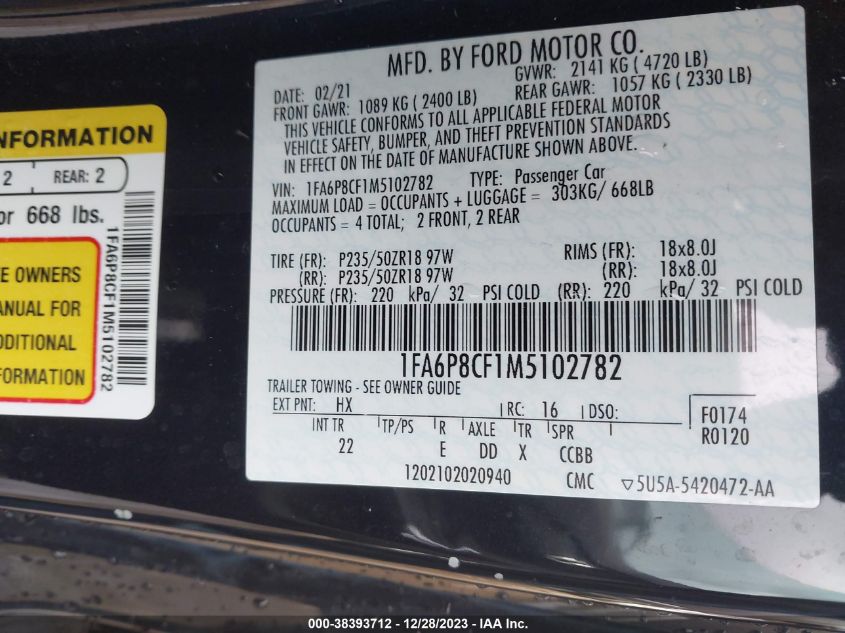 NFORMATION
2 REAR: 2
or 668 lbs.
E OWNERS
ANUAL FOR
DDITIONAL
FORMATION
1FA6P8CF1M5102782
MFD. BY FORD MOTOR CO.
DATE: 02/21 GVWR: 2141 KG ( 4720 LB)
FRONT GAWR: 1089 KG ( 2400 LB) REAR GAWR: 1057 KG ( 2330 LB)
THIS VEHICLE CONFORMS TO ALL APPLICABLE FEDERAL MOTOR
VEHICLE SAFETY, BUMPER, AND THEFT PREVENTION STANDARDS
IN EFFECT ON THE DATE OF MANUFACTURE SHOWN ABOVE.
VIN: 1FA6P8CF1M5102782 TYPE: Passenger Car
MAXIMUM LOAD = OCCUPANTS + LUGGAGE = 303KG/ 668LB
OCCUPANTS = 4 TOTAL; 2 FRONT, 2 REAR
TIRE (FR): P235/50ZR18 97W RIMS (FR): 18x8.0J
(RR): P235/50ZR18 97W (RR): 18x8.0J
PRESSURE (FR): 220 kPa/ 32 PSI COLD (RR): 220 kPa/ 32 PSI COLD
1FA6P8CF1M5102782
TRAILER TOWING - SEE OWNER GUIDE
EXT PNT: HX RC: 16 DSO: F0174
INT TR TP/PS R AXLE TR SPR R0120
22 E DD X CCBB
1202102020940 CMC ▽5U5A-5420472-AA
000-38393712 - 12/28/2023 - IAA Inc.